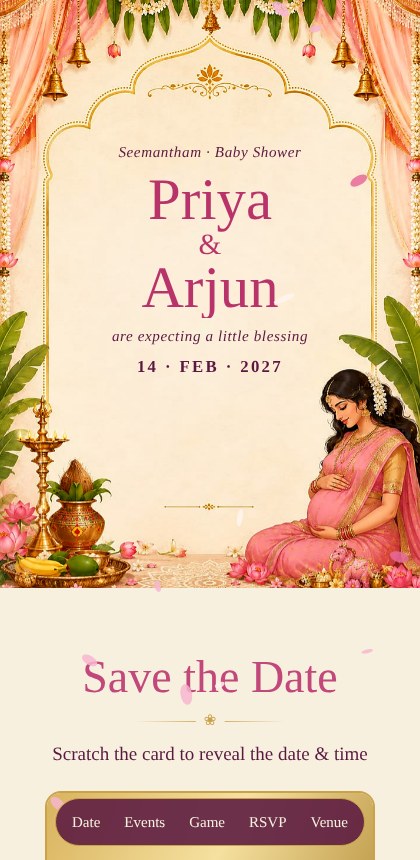 Seemantham · Baby Shower
Priya
&
Arjun
are expecting a little blessing
14 · FEB · 2027
Save the Date
Scratch the card to reveal the date & time
Date Events Game RSVP Venue